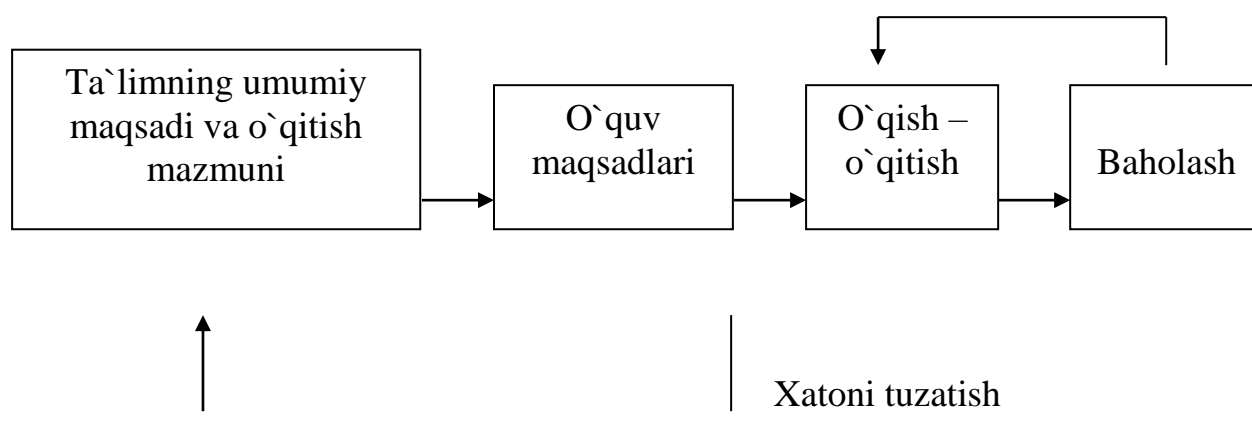 Ta`limning umumiy
maqsadi va o`qitish
mazmuni
O`quv
maqsadlari
O`qish –
o`qitish
Baholash
Xatoni tuzatish